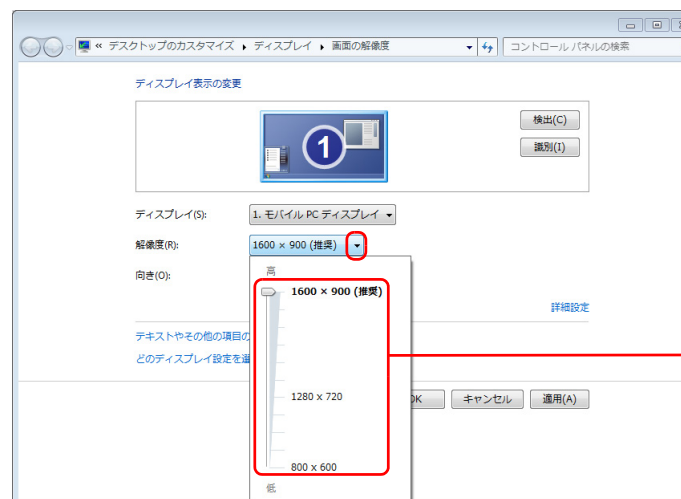 « デスクトップのカスタマイズ ▸ ディスプレイ ▸ 画面の解像度
コントロール パネルの検索
ディスプレイ表示の変更
1
検出(C)
識別(I)
ディスプレイ(S):
1. モバイル PC ディスプレイ
解像度(R):
1600 × 900 (推奨)
向き(O):
高
1600 × 900 (推奨)
詳細設定
テキストやその他の項目の
どのディスプレイ設定を選
1280 x 720
OK
キャンセル
適用(A)
800 x 600
低